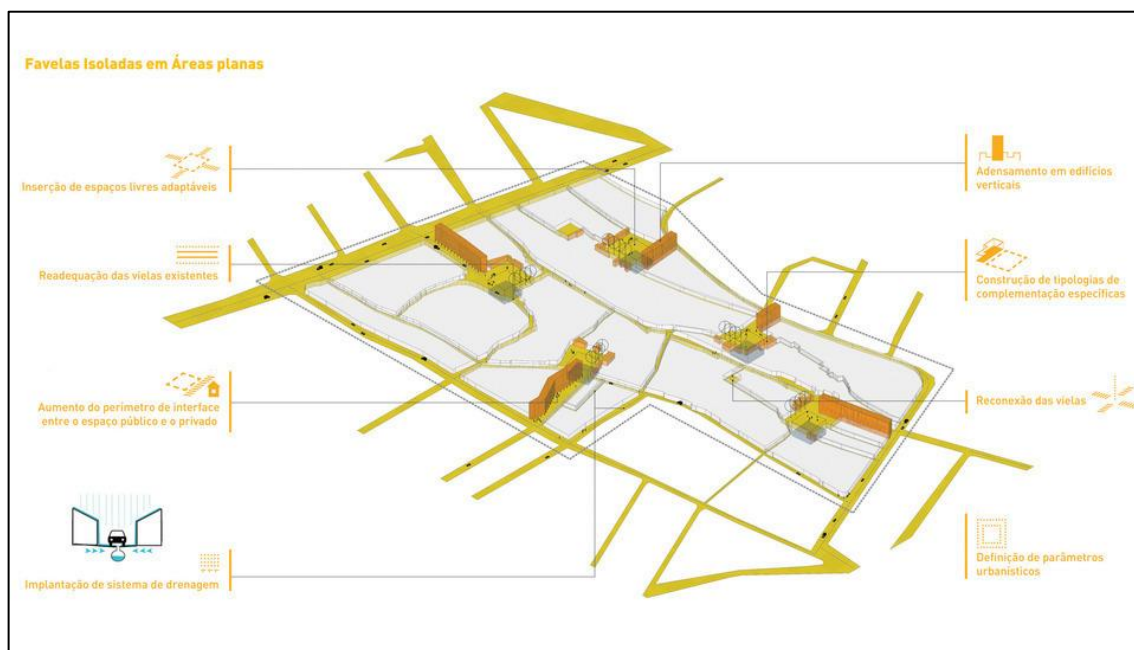 Favelas Isoladas em Áreas planas
Inserção de espaços livres adaptáveis
Readequação das vielas existentes
Aumento do perímetro de interface
entre o espaço público e o privado
Implantação de sistema de drenagem
Adensamento em edifícios
verticais
Construção de tipologias de
complementação específicas
Reconexão das vielas
Definição de parâmetros
urbanísticos